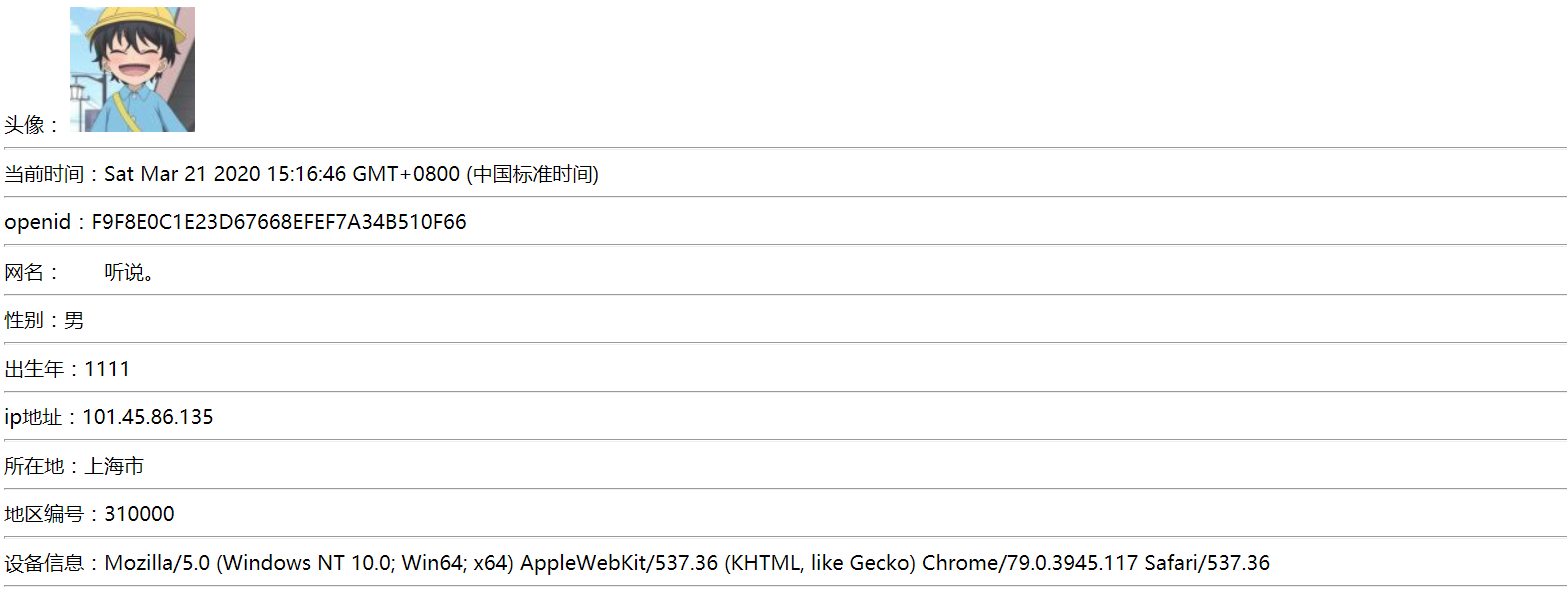 头像：
当前时间：Sat Mar 21 2020 15:16:46 GMT+0800 (中国标准时间)
openid：F9F8E0C1E23D67668EFEF7A34B510F66
网名： 听说。
性别：男
出生年：1111
ip地址：101.45.86.135
所在地：上海市
地区编号：310000
设备信息：Mozilla/5.0 (Windows NT 10.0; Win64; x64) AppleWebKit/537.36 (KHTML, like Gecko) Chrome/79.0.3945.117 Safari/537.36